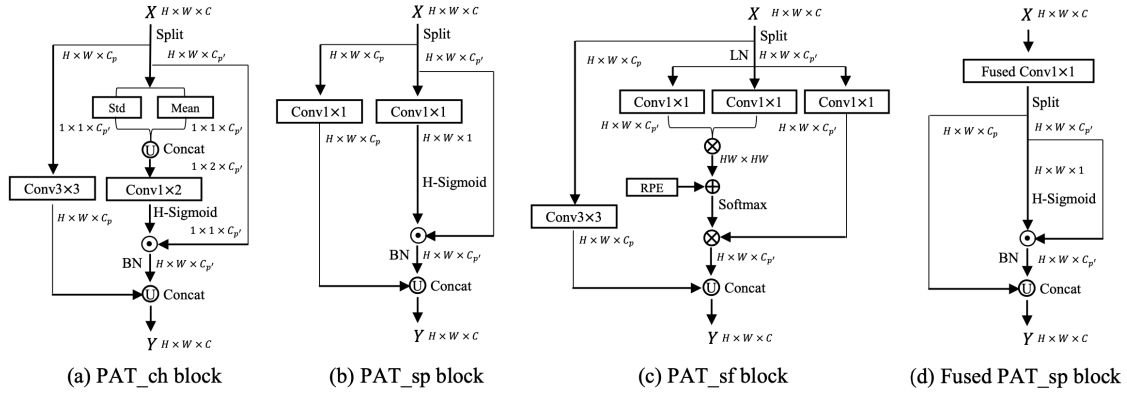 X H × W × C
Split
H × W × C_p
H × W × C_p'
Std
Mean
1 × 1 × C_p'
1 × 1 × C_p'
U Concat
1 × 2 × C_p'
Conv3×3
Conv1×2
H-Sigmoid
H × W × C_p
1 × 1 × C_p'
BN
H × W × C_p'
U Concat
Y H × W × C
(a) PAT_ch block
X H × W × C
Split
H × W × C_p
H × W × C_p'
Conv1×1
Conv1×1
H × W × C_p
H × W × 1
H-Sigmoid
BN
H × W × C_p'
U Concat
Y H × W × C
(b) PAT_sp block
X H × W × C
Split
H × W × C_p
LN
H × W × C_p'
Conv1×1
Conv1×1
Conv1×1
H × W × C_p'
H × W × C_p'
HW × HW
RPE
Softmax
Conv3×3
H × W × C_p
H × W × C_p'
U Concat
Y H × W × C
(c) PAT_sf block
X H × W × C
Fused Conv1×1
Split
H × W × C_p
H × W × C_p'
H × W × 1
H-Sigmoid
BN
H × W × C_p'
U Concat
Y H × W × C
(d) Fused PAT_sp block